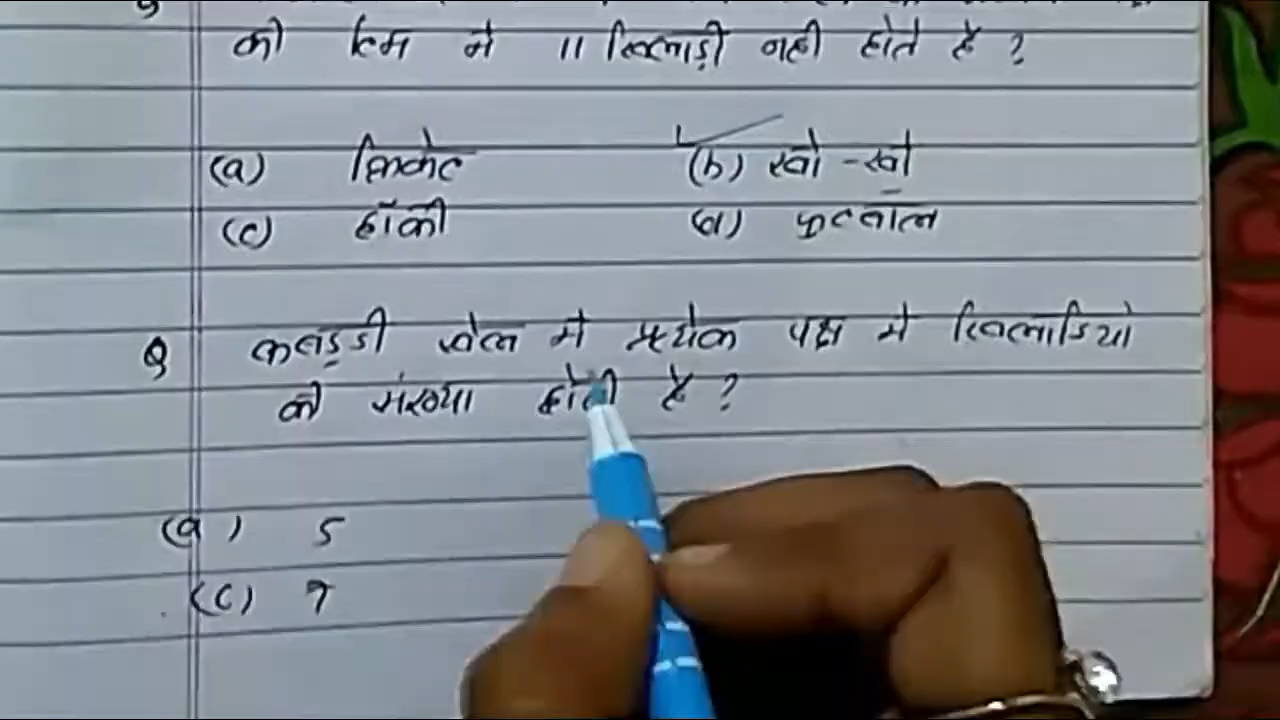 की टिम मे 11 खिलाड़ी नही होते है ?
(a) क्रिकेट (b) खो - खो
(c) हॉकी (d) फुटबाल
Q कबड्डी खेल मे प्रत्येक पक्ष मे खिलाडियो
की संख्या होती है ?
(a) 5
(c) 7